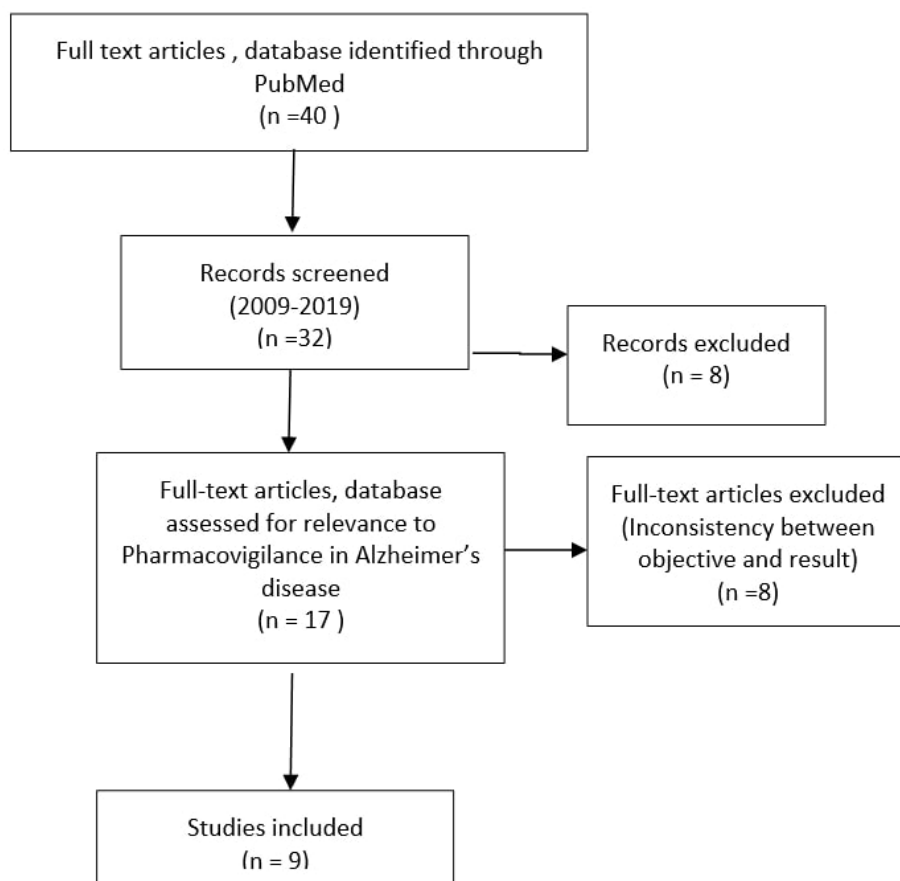 Full text articles , database identified through
PubMed
(n =40 )
Records screened
(2009-2019)
(n =32)
Records excluded
(n = 8)
Full-text articles, database
assessed for relevance to
Pharmacovigilance in Alzheimer’s
disease
(n = 17 )
Full-text articles excluded
(Inconsistency between
objective and result)
(n =8)
Studies included
(n = 9)